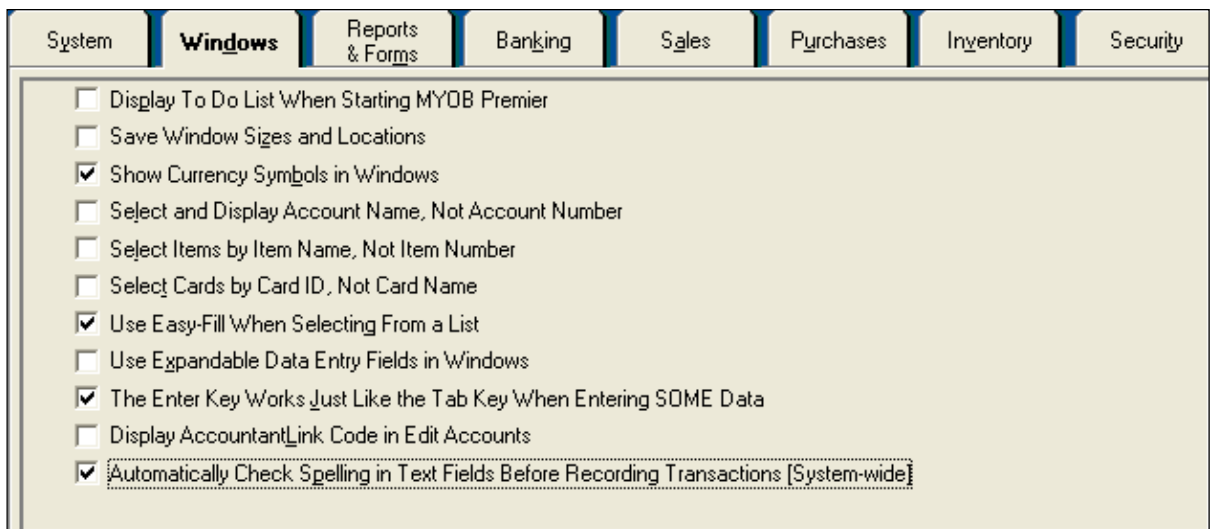 System
Windows
Reports
& Forms
Banking
Sales
Purchases
Inventory
Security
Display To Do List When Starting MYOB Premier
Save Window Sizes and Locations
Show Currency Symbols in Windows
Select and Display Account Name, Not Account Number
Select Items by Item Name, Not Item Number
Select Cards by Card ID, Not Card Name
Use Easy-Fill When Selecting From a List
Use Expandable Data Entry Fields in Windows
The Enter Key Works Just Like the Tab Key When Entering SOME Data
Display AccountantLink Code in Edit Accounts
Automatically Check Spelling in Text Fields Before Recording Transactions [System-wide]